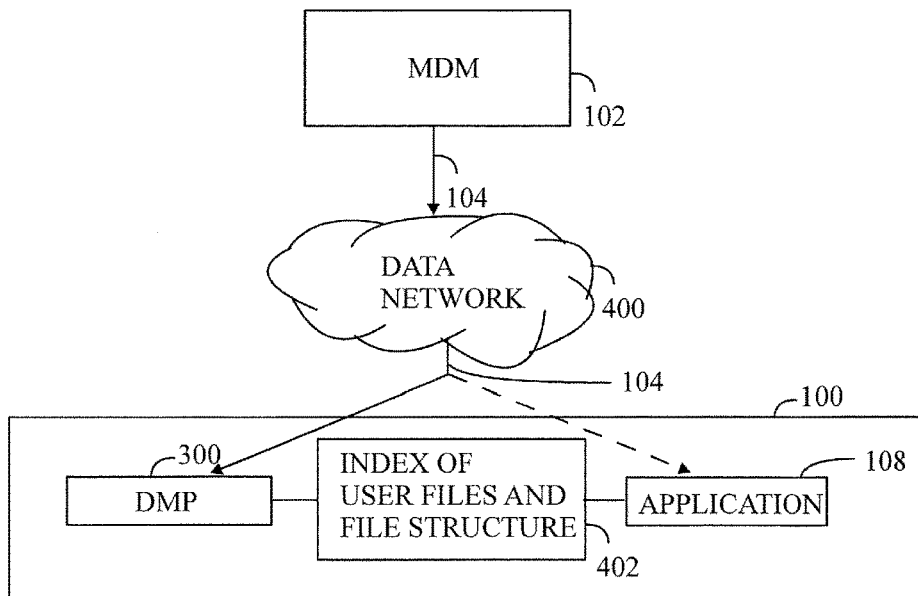 MDM
102
104
DATA
NETWORK
400
104
100
300
DMP
INDEX OF
USER FILES AND
FILE STRUCTURE
402
108
APPLICATION